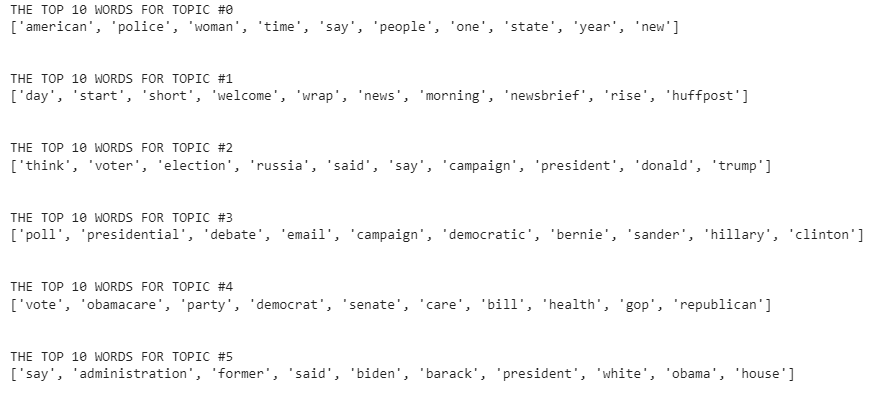 THE TOP 10 WORDS FOR TOPIC #0
['american', 'police', 'woman', 'time', 'say', 'people', 'one', 'state', 'year', 'new']
THE TOP 10 WORDS FOR TOPIC #1
['day', 'start', 'short', 'welcome', 'wrap', 'news', 'morning', 'newsbrief', 'rise', 'huffpost']
THE TOP 10 WORDS FOR TOPIC #2
['think', 'voter', 'election', 'russia', 'said', 'say', 'campaign', 'president', 'donald', 'trump']
THE TOP 10 WORDS FOR TOPIC #3
['poll', 'presidential', 'debate', 'email', 'campaign', 'democratic', 'bernie', 'sander', 'hillary', 'clinton']
THE TOP 10 WORDS FOR TOPIC #4
['vote', 'obamacare', 'party', 'democrat', 'senate', 'care', 'bill', 'health', 'gop', 'republican']
THE TOP 10 WORDS FOR TOPIC #5
['say', 'administration', 'former', 'said', 'biden', 'barack', 'president', 'white', 'obama', 'house']